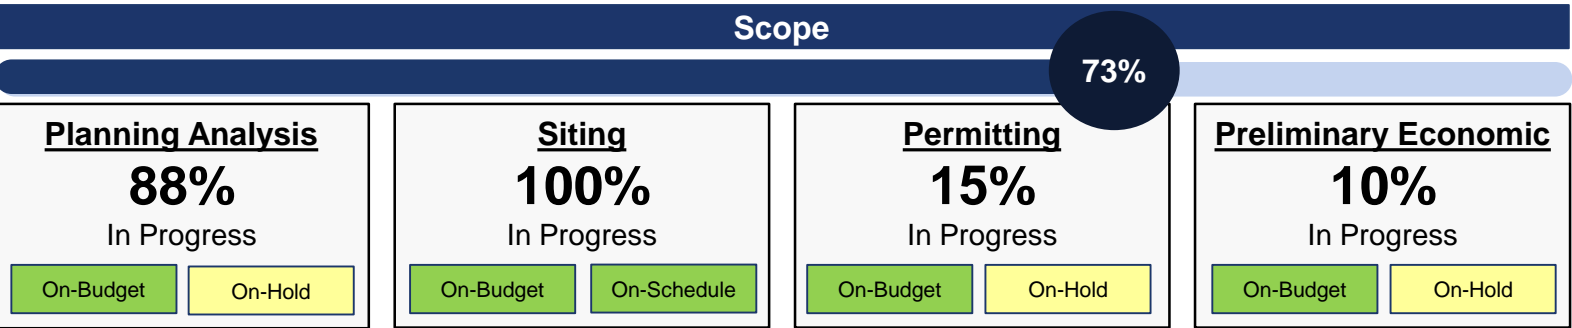 Scope
73%
Planning Analysis
88%
In Progress
On-Budget
On-Hold
Siting
100%
In Progress
On-Budget
On-Schedule
Permitting
15%
In Progress
On-Budget
On-Hold
Preliminary Economic
10%
In Progress
On-Budget
On-Hold